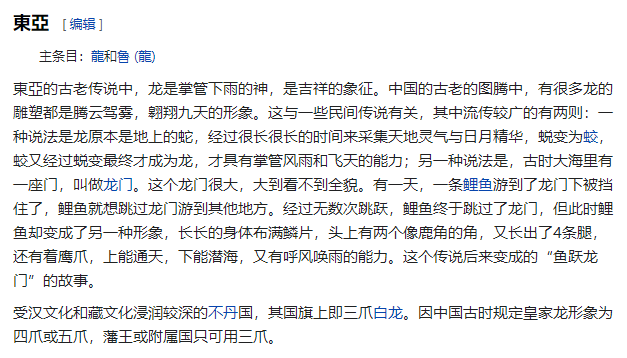 東亞 [ 编辑 ]
主条目：龍和魯 (龍)
東亞的古老传说中，龙是掌管下雨的神，是吉祥的象征。中国的古老的图腾中，有很多龙的
雕塑都是腾云驾雾，翱翔九天的形象。这与一些民间传说有关，其中流传较广的有两则：一
种说法是龙原本是地上的蛇，经过很长很长的时间来采集天地灵气与日月精华，蜕变为蛟，
蛟又经过蜕变最终才成为龙，才具有掌管风雨和飞天的能力；另一种说法是，古时大海里有
一座门，叫做龙门。这个龙门很大，大到看不到全貌。有一天，一条鲤鱼游到了龙门下被挡
住了，鲤鱼就想跳过龙门游到其他地方。经过无数次跳跃，鲤鱼终于跳过了龙门，但此时鲤
鱼却变成了另一种形象，长长的身体布满鳞片，头上有两个像鹿角的角，又长出了4条腿，
还有着鹰爪，上能通天，下能潜海，又有呼风唤雨的能力。这个传说后来变成的“鱼跃龙
门”的故事。
受汉文化和藏文化浸润较深的不丹国，其国旗上即三爪白龙。因中国古时规定皇家龙形象为
四爪或五爪，藩王或附属国只可用三爪。